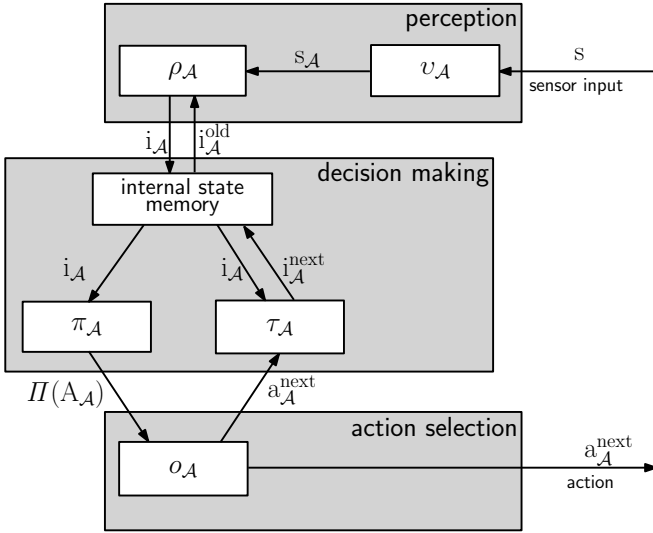 perception
ρ𝒜
s𝒜
υ𝒜
s
sensor input
i𝒜
i𝒜^old
decision making
internal state
memory
i𝒜
i𝒜
i𝒜^next
π𝒜
τ𝒜
Π(A𝒜)
a𝒜^next
action selection
o𝒜
a𝒜^next
action